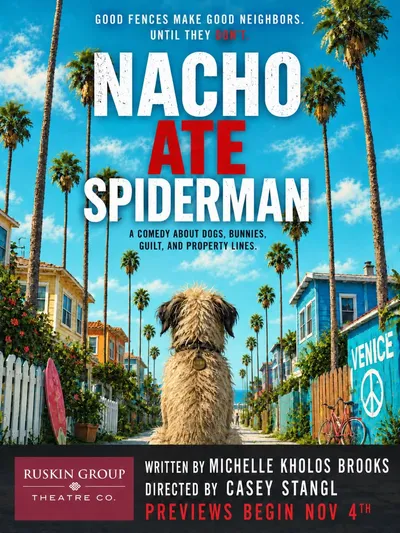 GOOD FENCES MAKE GOOD NEIGHBORS.
UNTIL THEY DON'T.
NACHO
ATE
SPIDERMAN
A COMEDY ABOUT DOGS, BUNNIES,
GUILT, AND PROPERTY LINES.
VENICE
RUSKIN GROUP
THEATRE CO.
WRITTEN BY MICHELLE KHOLOS BROOKS
DIRECTED BY CASEY STANGL
PREVIEWS BEGIN NOV 4TH